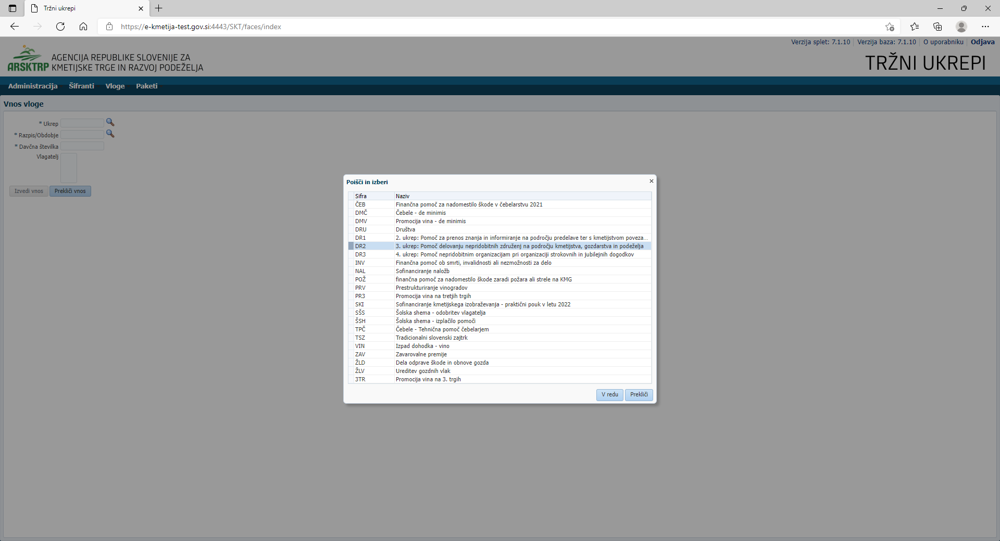 Tržni ukrepi
https://e-kmetija-test.gov.si:4443/SKT/faces/index
Verzija splet: 7.1.10 Verzija baza: 7.1.10 O uporabniku Odjava
ARSKTRP
AGENCIJA REPUBLIKE SLOVENIJE ZA
KMETIJSKE TRGE IN RAZVOJ PODEŽELJA
TRŽNI UKREPI
Administracija Šifranti Vloge Paketi
Vnos vloge
* Ukrep
* Razpis/Obdobje
* Davčna številka
Vlagatelj
Izvedi vnos Prekliči vnos
Poišči in izberi
Sifra Naziv
ČEB Finančna pomoč za nadomestilo škode v čebelarstvu 2021
DMČ Čebele - de minimis
DMV Promocija vina - de minimis
DRU Društva
DR1 2. ukrep: Pomoč za prenos znanja in informiranje na področju predelave ter s kmetijstvom poveza...
DR2 3. ukrep: Pomoč delovanju nepridobitnih združenj na področju kmetijstva, gozdarstva in podeželja
DR3 4. ukrep: Pomoč nepridobitnim organizacijam pri organizaciji strokovnih in jubilejnih dogodkov
INV Finančna pomoč ob smrti, invalidnosti ali nezmožnosti za delo
NAL Sofinanciranje naložb
POŽ finančna pomoč za nadomestilo škode zaradi požara ali strele na KMG
PRV Prestrukturiranje vinogradov
PR3 Promocija vina na tretjih trgih
SKI Sofinanciranje kmetijskega izobraževanja - praktični pouk v letu 2022
SŠS Šolska shema - odobritev vlagatelja
ŠSH Šolska shema - izplačilo pomoči
TPČ Čebele - Tehnična pomoč čebelarjem
TSZ Tradicionalni slovenski zajtrk
VIN Izpad dohodka - vino
ZAV Zavarovalne premije
ŽLD Dela odprave škode in obnove gozda
ŽLV Ureditev gozdnih vlak
3TR Promocija vina na 3. trgih
V redu Prekliči